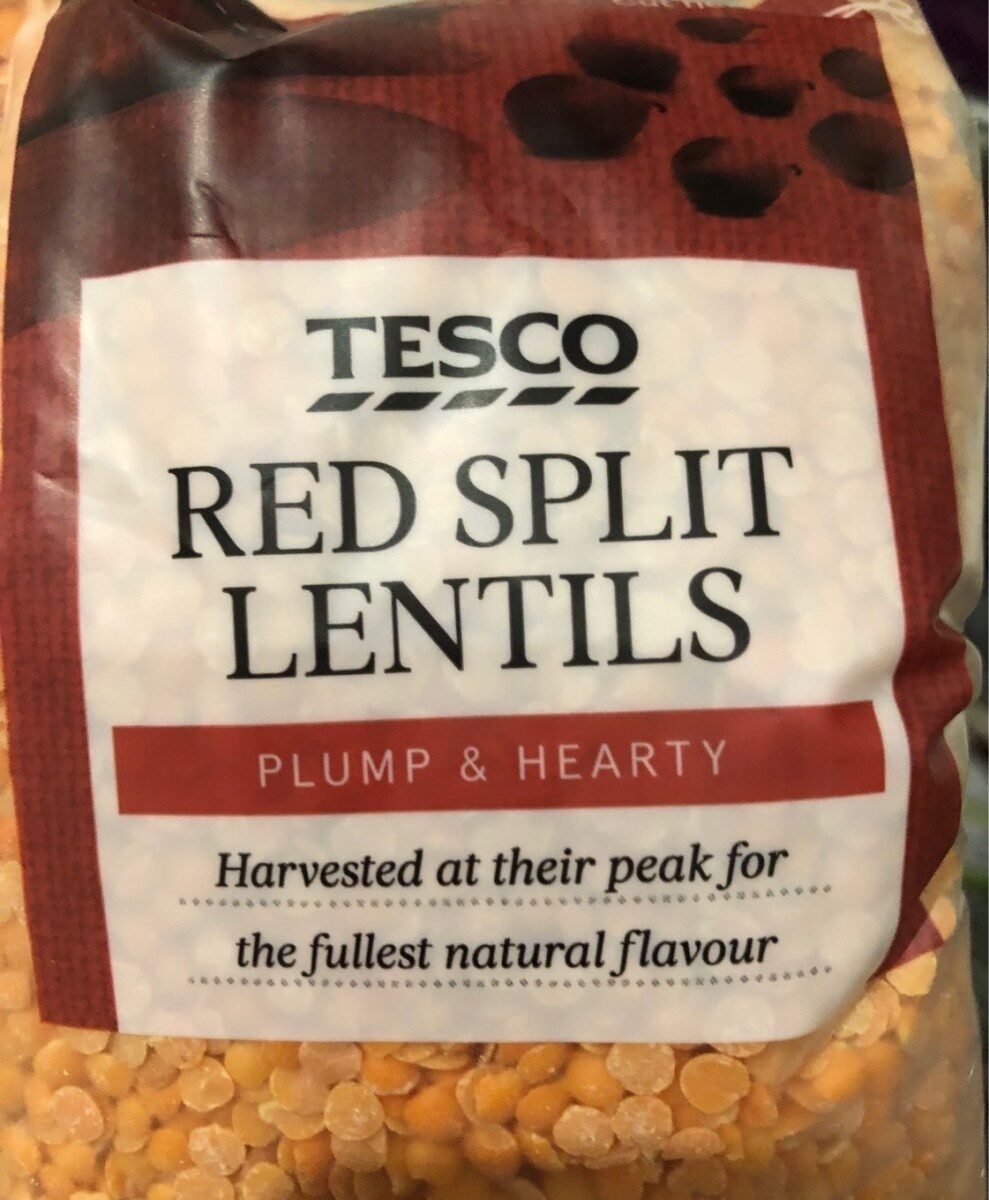 TESCO
RED SPLIT
LENTILS
PLUMP & HEARTY
Harvested at their peak for
the fullest natural flavour